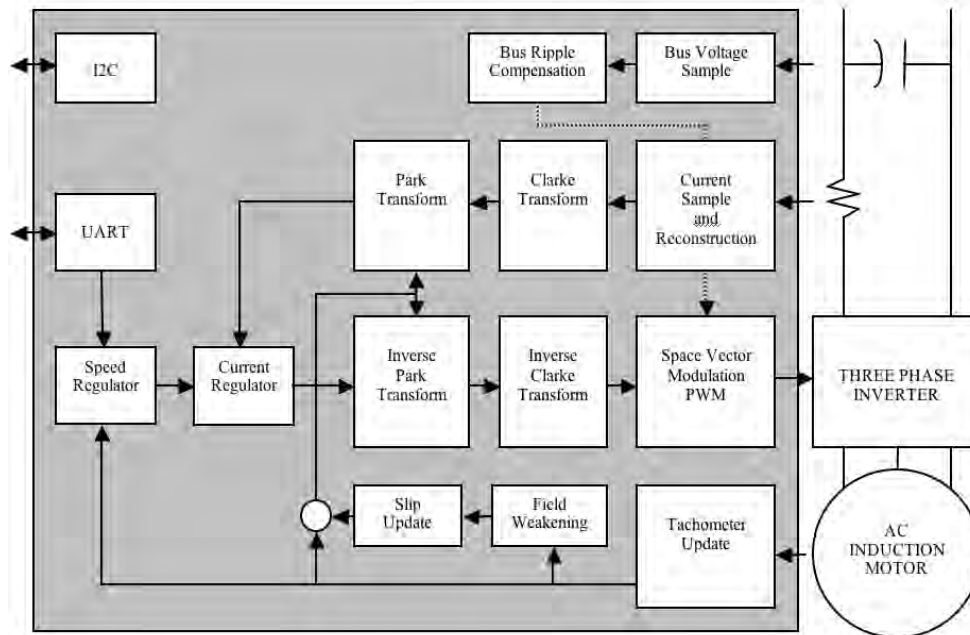 I2C
Bus Ripple
Compensation
Bus Voltage
Sample
Park
Transform
Clarke
Transform
Current
Sample
and
Reconstruction
UART
Speed
Regulator
Current
Regulator
Inverse
Park
Transform
Inverse
Clarke
Transform
Space Vector
Modulation
PWM
THREE PHASE
INVERTER
Slip
Update
Field
Weakening
Tachometer
Update
AC
INDUCTION
MOTOR